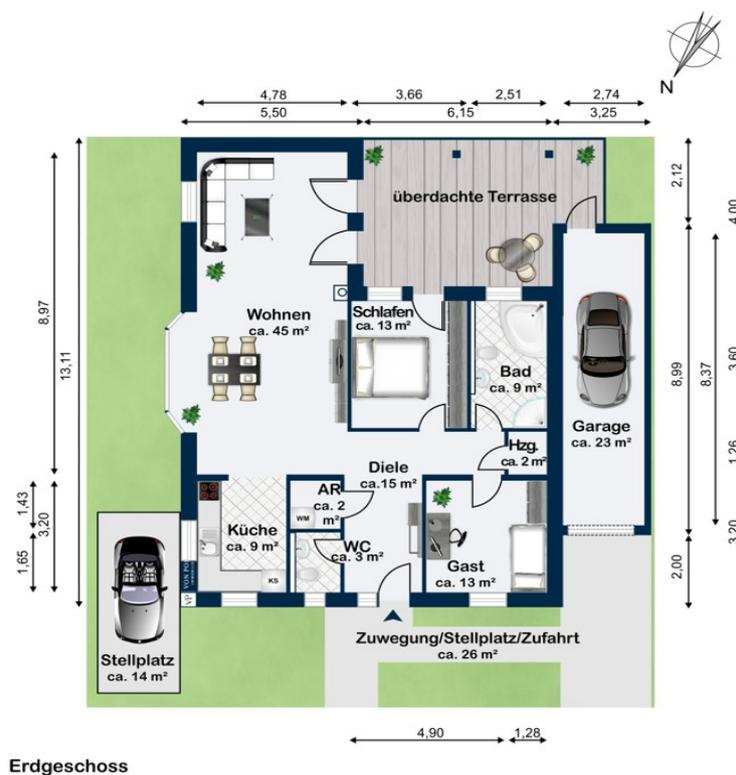 N
4,78
3,66
2,51
2,74
5,50
6,15
3,25
2,12
4,00
überdachte Terrasse
Wohnen
ca. 45 m²
Schlafen
ca. 13 m²
8,97
13,11
Bad
ca. 9 m²
8,99
8,37
3,60
Garage
ca. 23 m²
Hzg.
ca. 2 m²
1,26
Diele
ca.15 m²
AR
ca. 2
m²
WM
1,43
3,20
1,65
Küche
ca. 9 m²
WC
ca. 3 m²
Gast
ca. 13 m²
KS
3,20
2,00
VON PO
VP
Stellplatz
ca. 14 m²
Zuwegung/Stellplatz/Zufahrt
ca. 26 m²
4,90
1,28
Erdgeschoss